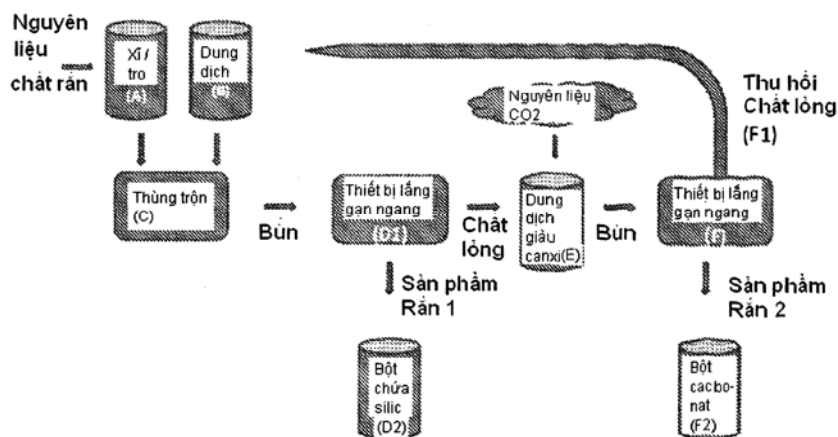 Nguyên
liệu
chất rắn
Xỉ /
tro
(A)
Dung
dịch
(B)
Thùng trộn
(C)
Bùn
Thiết bị lắng
gạn ngang
(D1)
Sản phẩm
Rắn 1
Bột
chứa
silic
(D2)
Chất
lỏng
Nguyên liệu
CO2
Dung
dịch
giàu
canxi(E)
Bùn
Thiết bị lắng
gạn ngang
(F)
Thu hồi
Chất lỏng
(F1)
Sản phẩm
Rắn 2
Bột
cacbo-
nat
(F2)